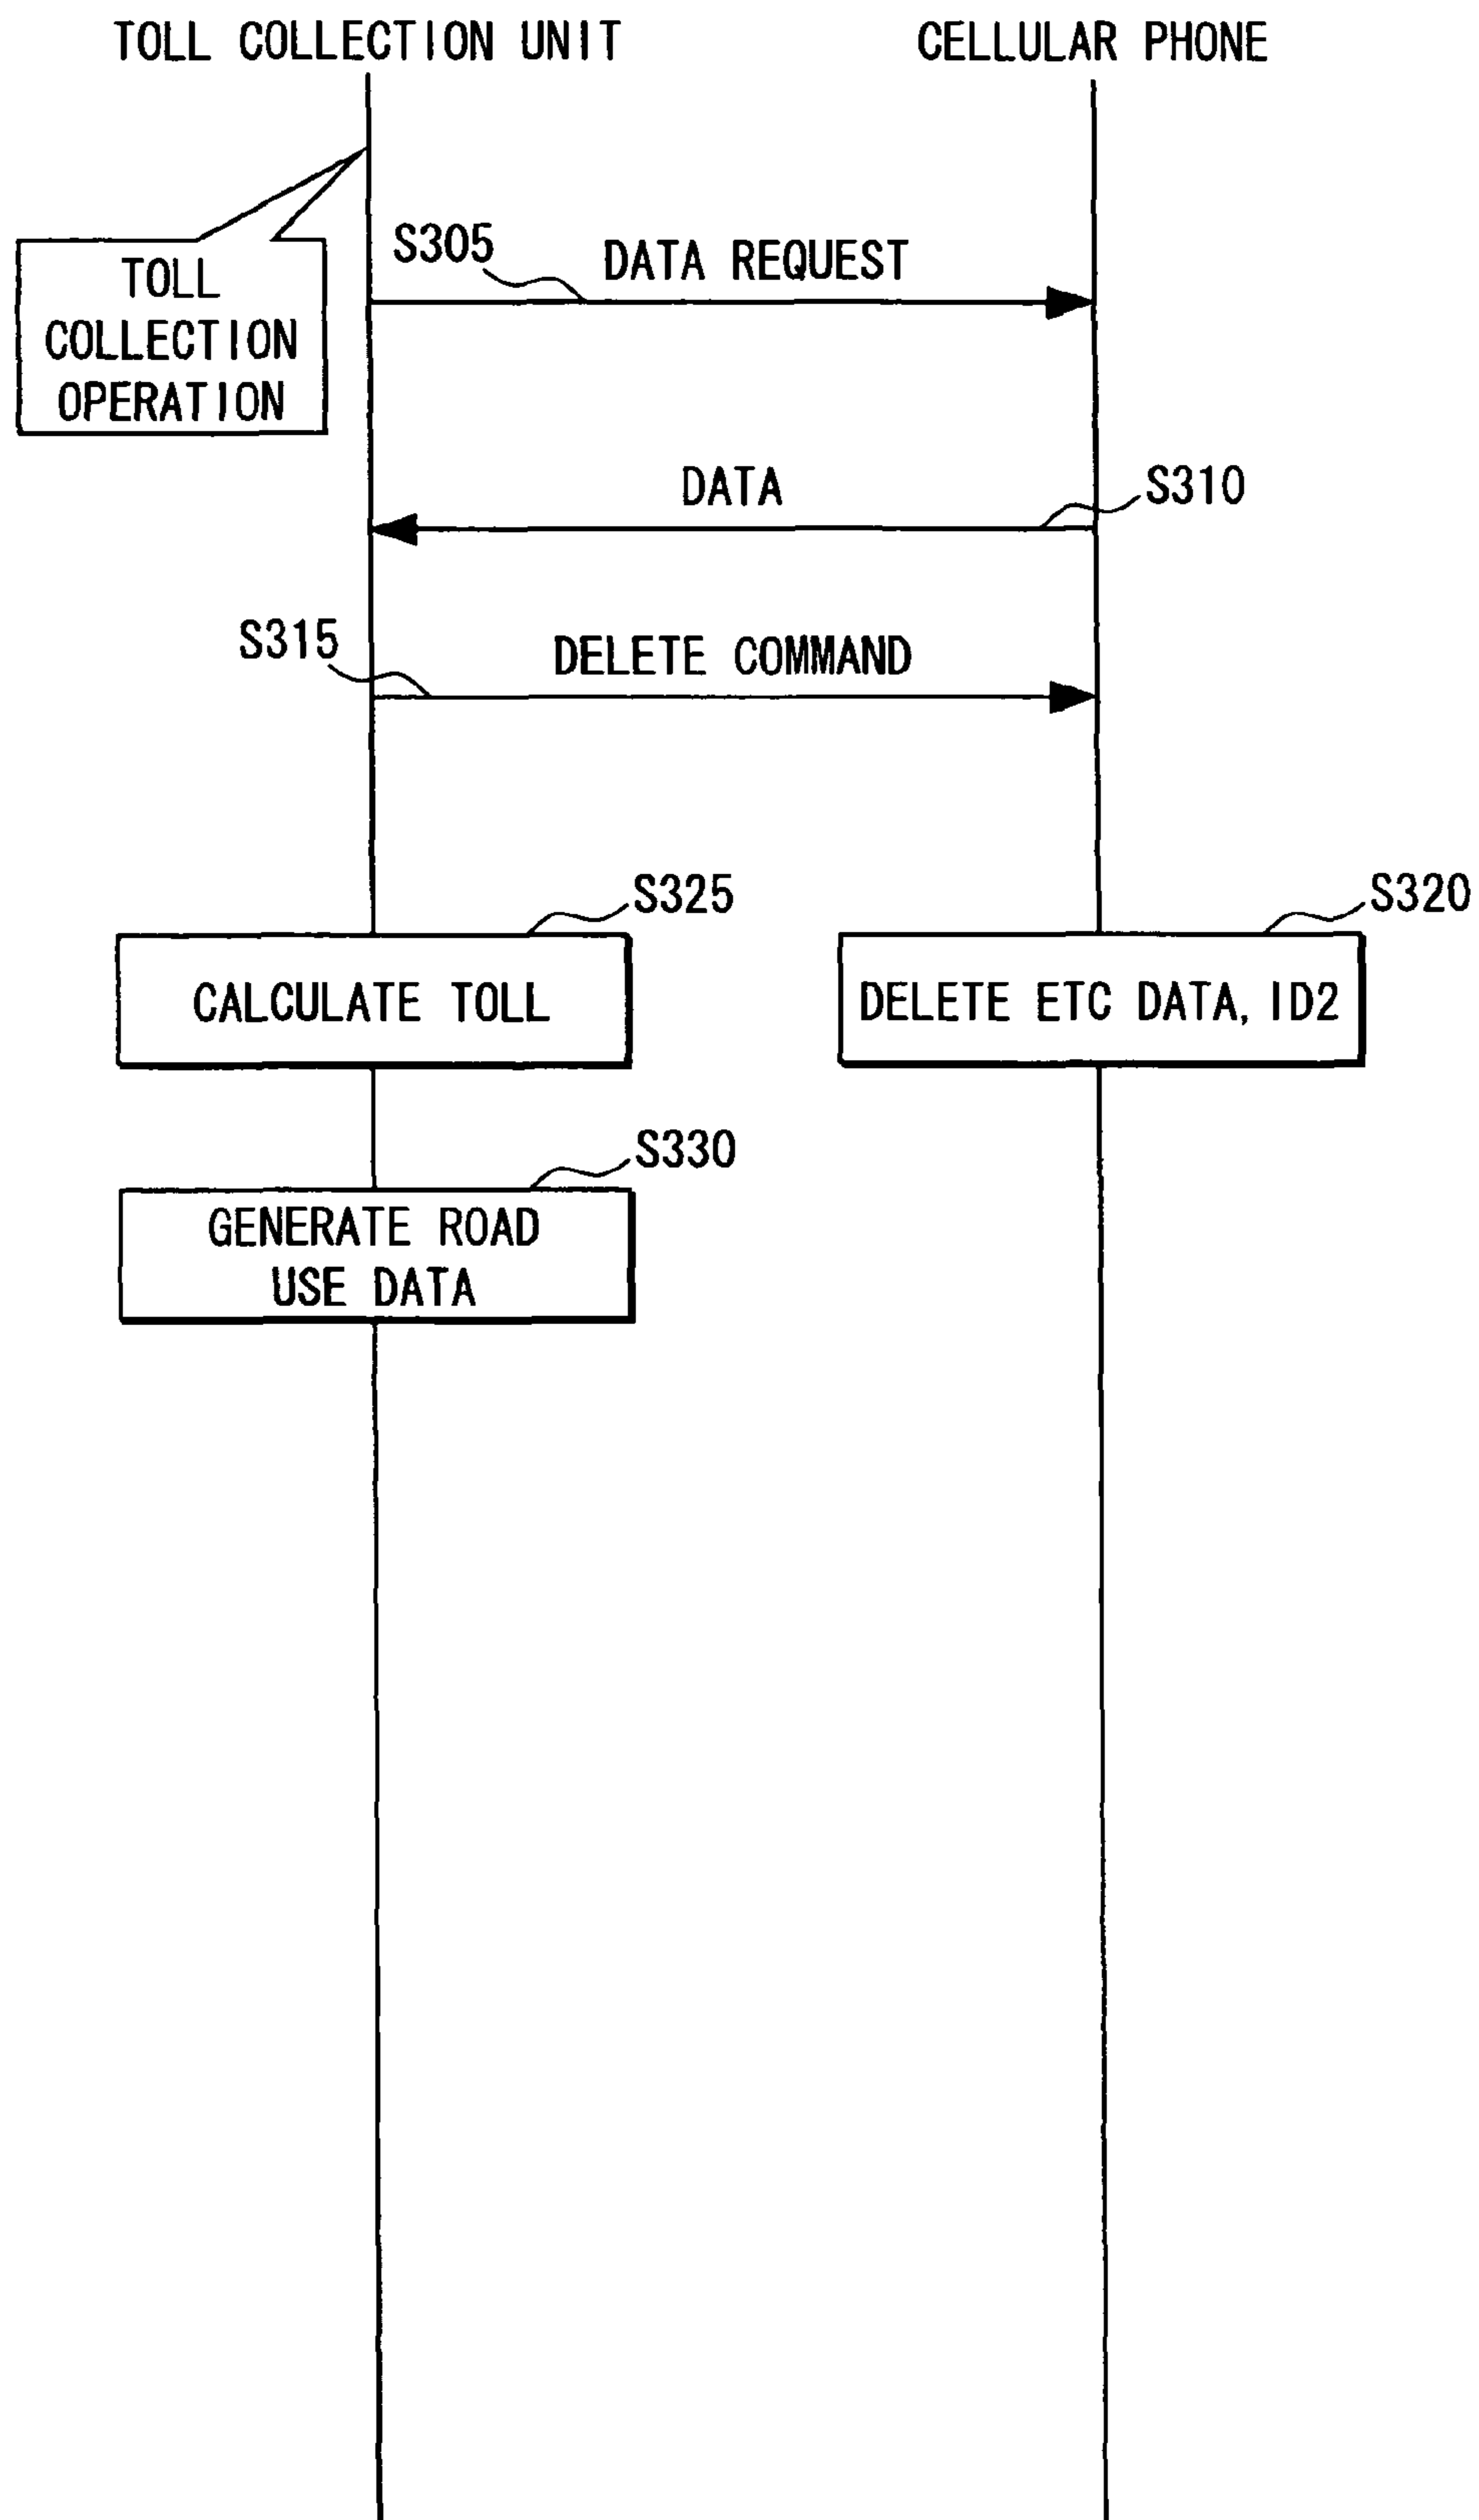 TOLL COLLECTION UNIT
CELLULAR PHONE
S305
DATA REQUEST
TOLL
COLLECTION
OPERATION
DATA
S310
S315
DELETE COMMAND
S325
S320
CALCULATE TOLL
DELETE ETC DATA, ID2
S330
GENERATE ROAD
USE DATA